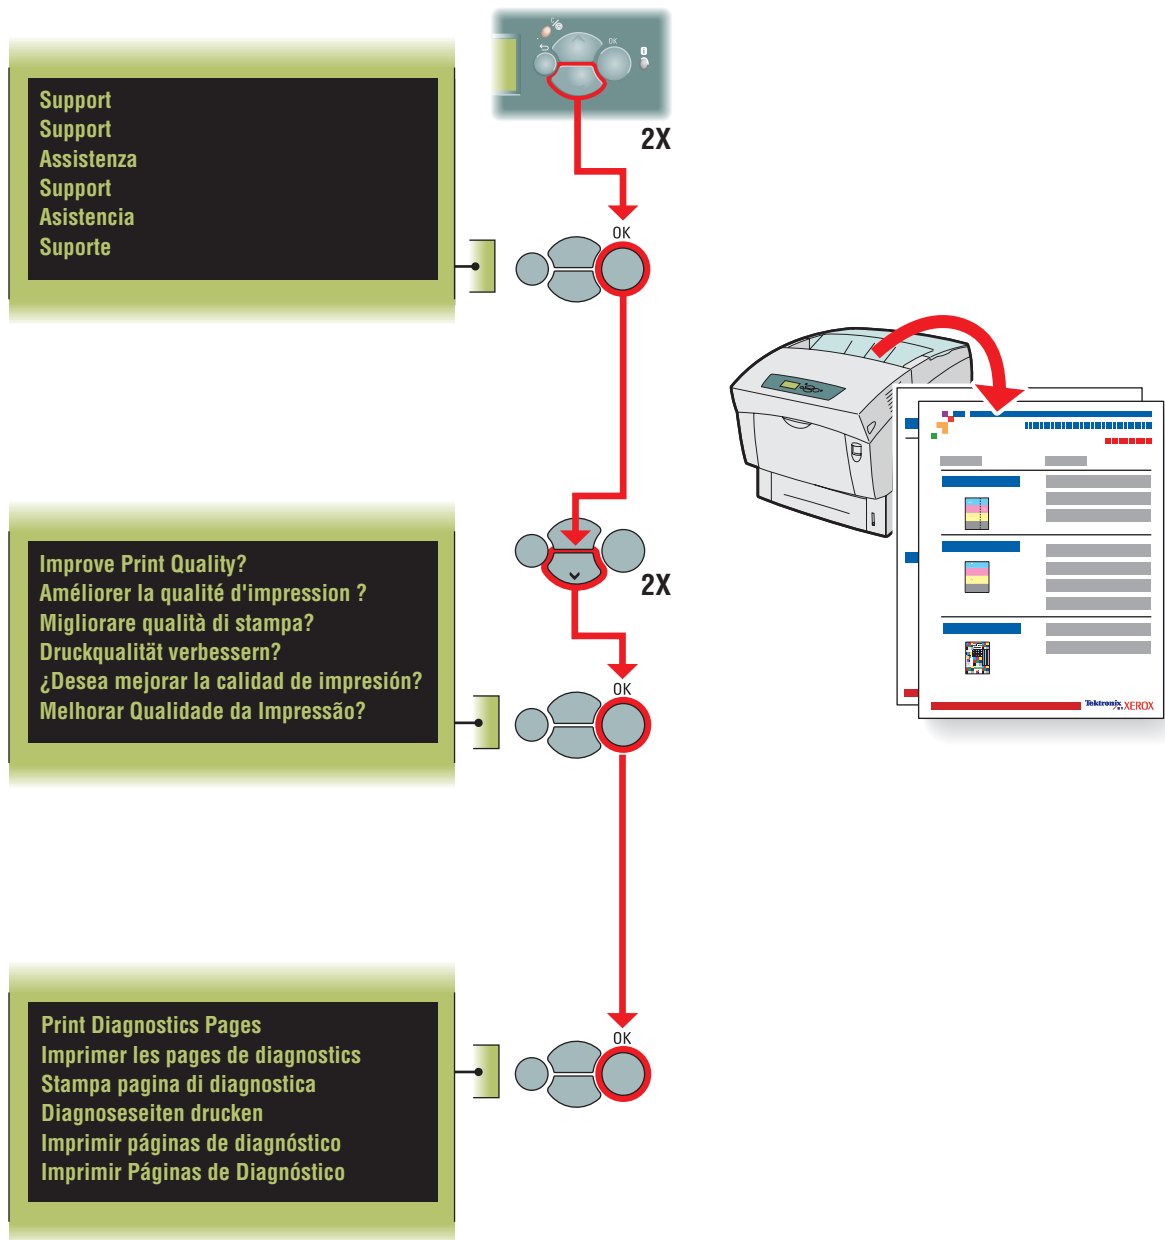 OK
2X
Support
Support
Assistenza
Support
Asistencia
Suporte
OK
Improve Print Quality?
Améliorer la qualité d'impression ?
Migliorare qualità di stampa?
Druckqualität verbessern?
¿Desea mejorar la calidad de impresión?
Melhorar Qualidade da Impressão?
2X
OK
Tektronix XEROX
Print Diagnostics Pages
Imprimer les pages de diagnostics
Stampa pagina di diagnostica
Diagnoseseiten drucken
Imprimir páginas de diagnóstico
Imprimir Páginas de Diagnóstico
OK